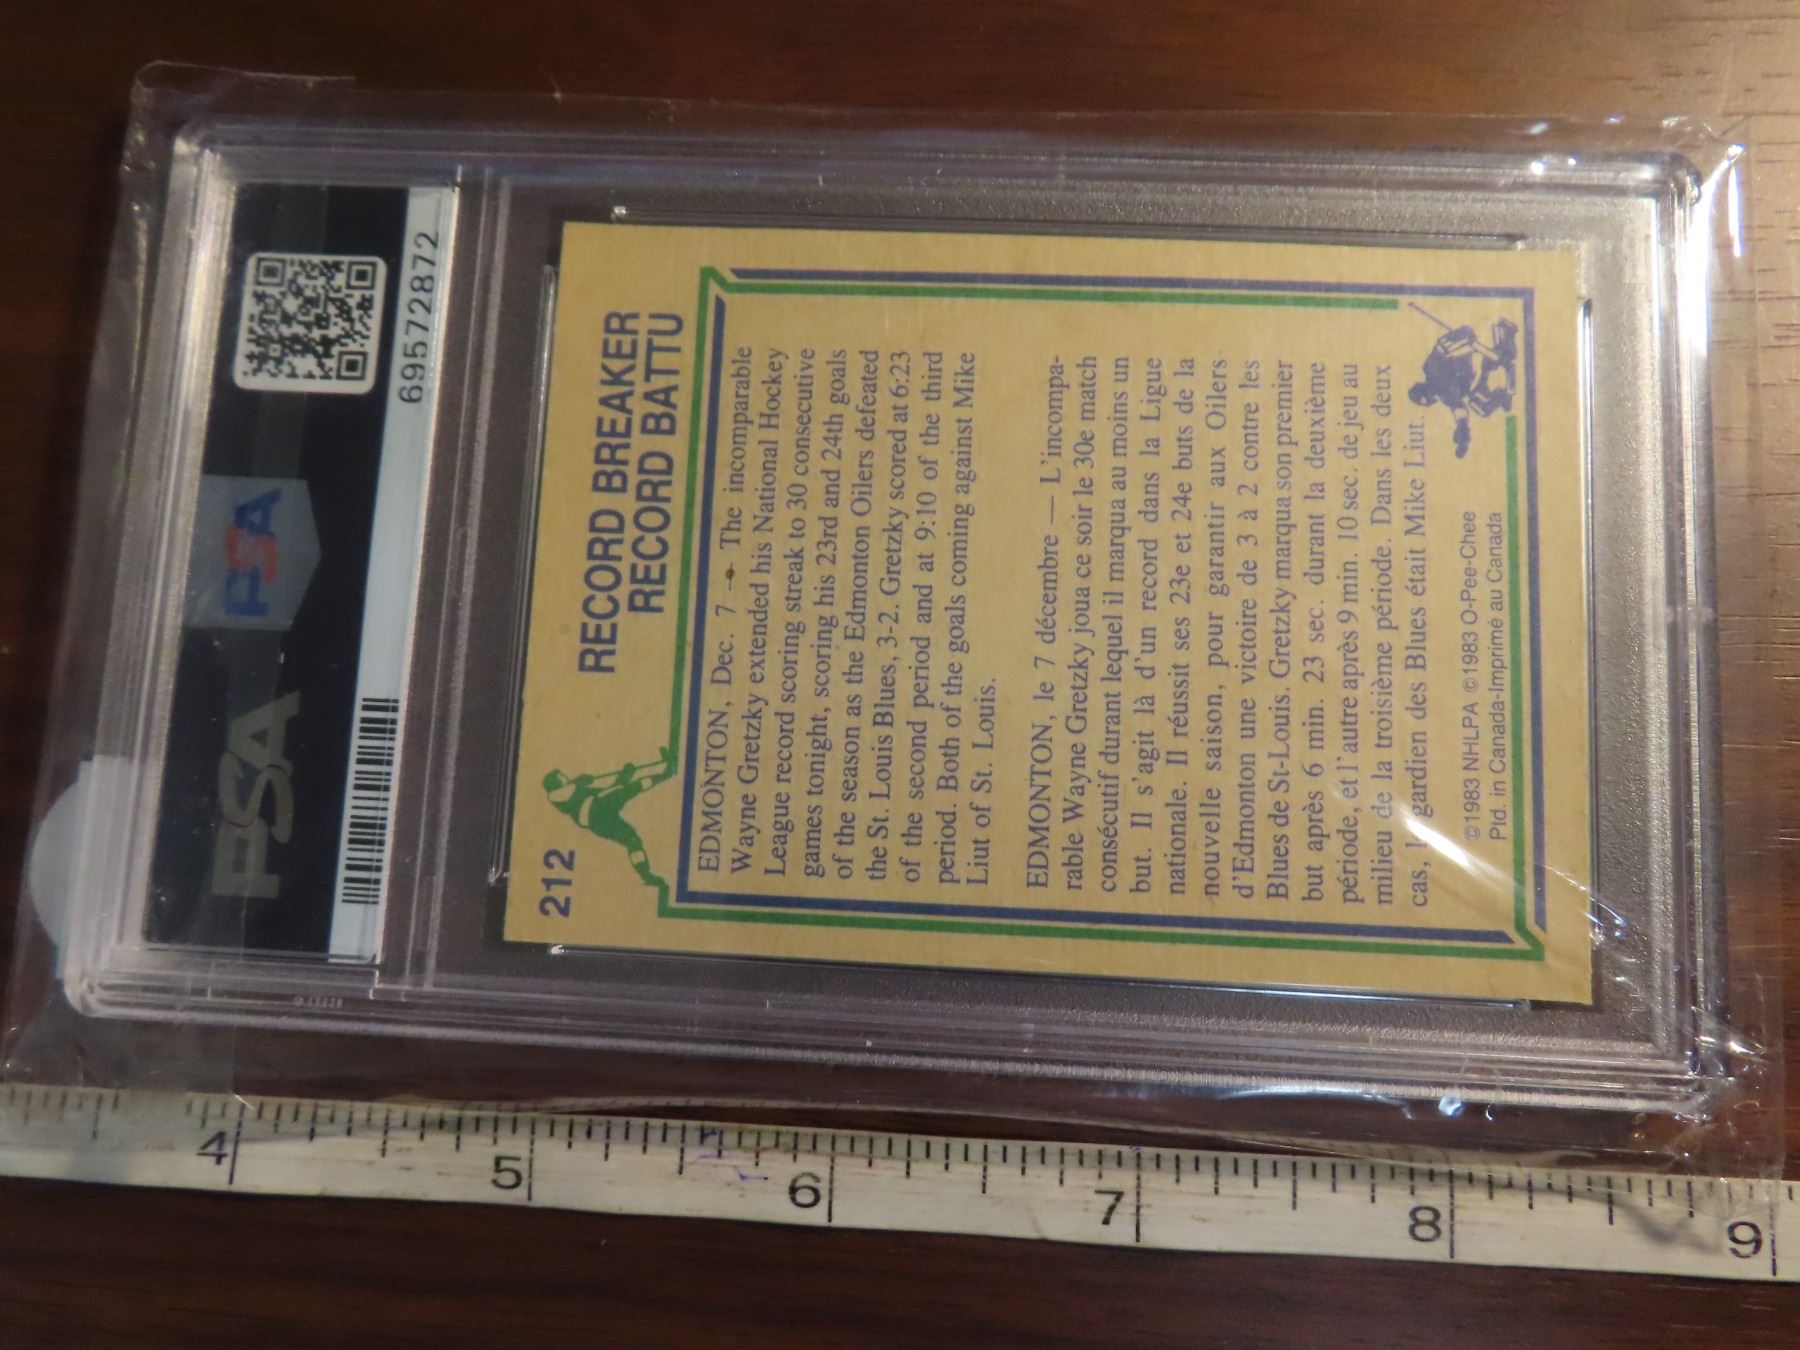 PSA
PSA
69572872
212
RECORD BREAKER
RECORD BATTU
EDMONTON, Dec. 7 — The incomparable
Wayne Gretzky extended his National Hockey
League record scoring streak to 30 consecutive
games tonight, scoring his 23rd and 24th goals
of the season as the Edmonton Oilers defeated
the St. Louis Blues, 3-2. Gretzky scored at 6:23
of the second period and at 9:10 of the third
period. Both of the goals coming against Mike
Liut of St. Louis.
EDMONTON, le 7 décembre — L'incompa-
rable Wayne Gretzky joua ce soir le 30e match
consécutif durant lequel il marqua au moins un
but. Il s'agit là d'un record dans la Ligue
nationale. Il réussit ses 23e et 24e buts de la
nouvelle saison, pour garantir aux Oilers
d'Edmonton une victoire de 3 à 2 contre les
Blues de St-Louis. Gretzky marqua son premier
but après 6 min. 23 sec. durant la deuxième
période, et l'autre après 9 min. 10 sec. de jeu au
milieu de la troisième période. Dans les deux
cas, gardien des Blues était Mike Liut.
©1983 NHLPA ©1983 O-Pee-Chee
Ptd. in Canada-Imprimé au Canada
4 5 6 7 8 9